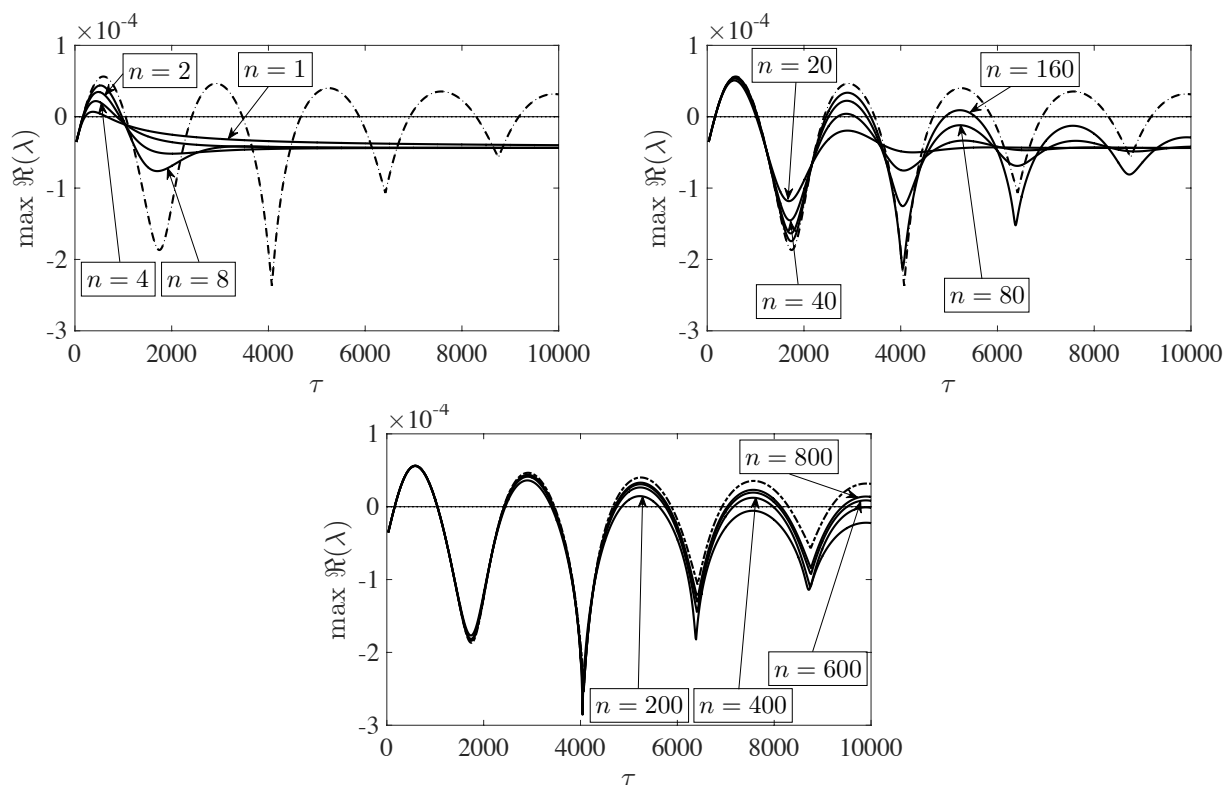 ×10⁻⁴
1
0
-1
-2
-3
max ℜ(λ)
n = 2
n = 1
n = 4
n = 8
0 2000 4000 6000 8000 10000
τ
×10⁻⁴
1
0
-1
-2
-3
max ℜ(λ)
n = 20
n = 160
n = 40
n = 80
0 2000 4000 6000 8000 10000
τ
×10⁻⁴
1
0
-1
-2
-3
max ℜ(λ)
n = 800
n = 600
n = 200
n = 400
0 2000 4000 6000 8000 10000
τ